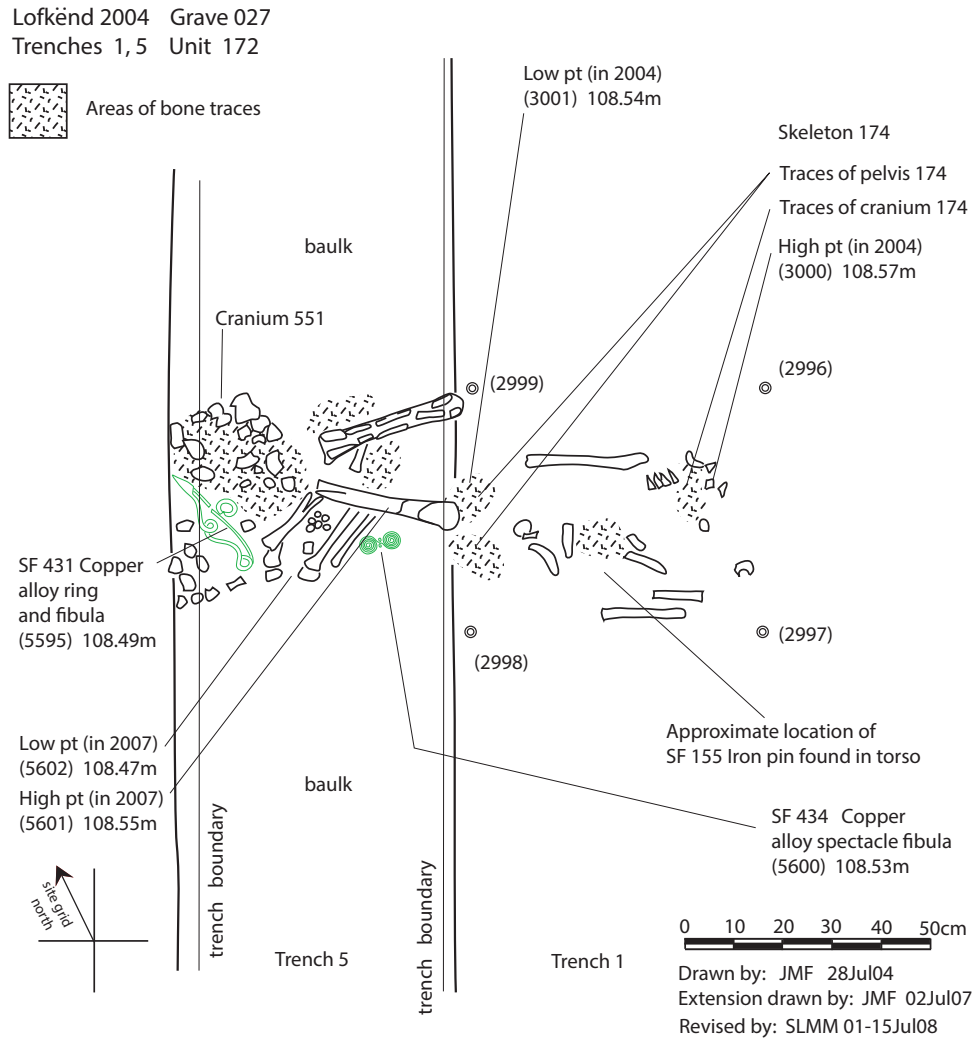 Lofkënd 2004 Grave 027
Trenches 1, 5 Unit 172
Areas of bone traces
Low pt (in 2004)
(3001) 108.54m
Skeleton 174
Traces of pelvis 174
Traces of cranium 174
High pt (in 2004)
(3000) 108.57m
baulk
Cranium 551
(2999)
(2996)
SF 431 Copper
alloy ring
and fibula
(5595) 108.49m
(2998)
(2997)
Low pt (in 2007)
(5602) 108.47m
High pt (in 2007)
(5601) 108.55m
baulk
Approximate location of
SF 155 Iron pin found in torso
SF 434 Copper
alloy spectacle fibula
(5600) 108.53m
trench boundary
trench boundary
site grid
north
Trench 5
Trench 1
0 10 20 30 40 50cm
Drawn by: JMF 28Jul04
Extension drawn by: JMF 02Jul07
Revised by: SLMM 01-15Jul08